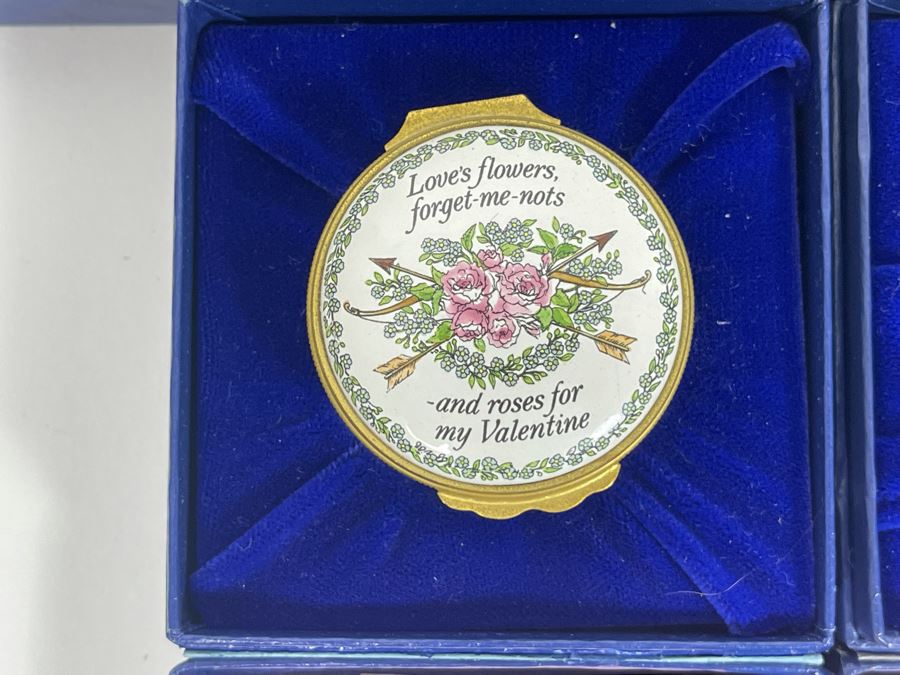 Love's flowers,
forget-me-nots
-and roses for
my Valentine